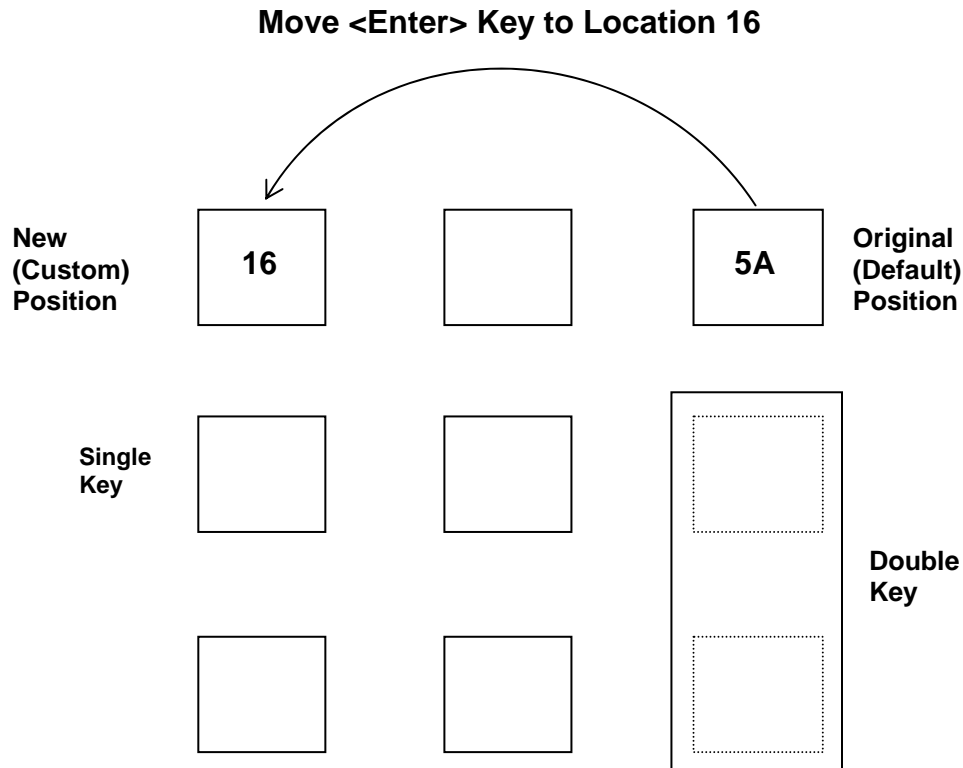 Move <Enter> Key to Location 16
New
(Custom)
Position
16
5A
Original
(Default)
Position
Single
Key
Double
Key